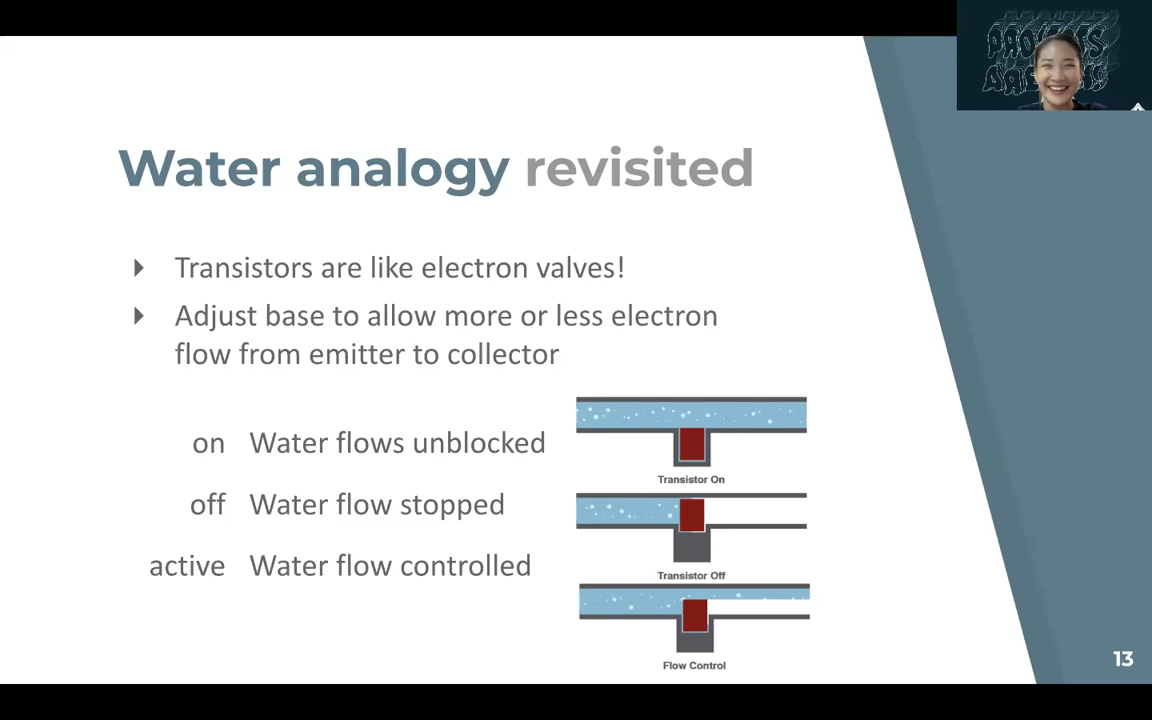 Water analogy revisited
Transistors are like electron valves!
Adjust base to allow more or less electron
flow from emitter to collector
on Water flows unblocked
Transistor On
off Water flow stopped
Transistor Off
active Water flow controlled
Flow Control
13